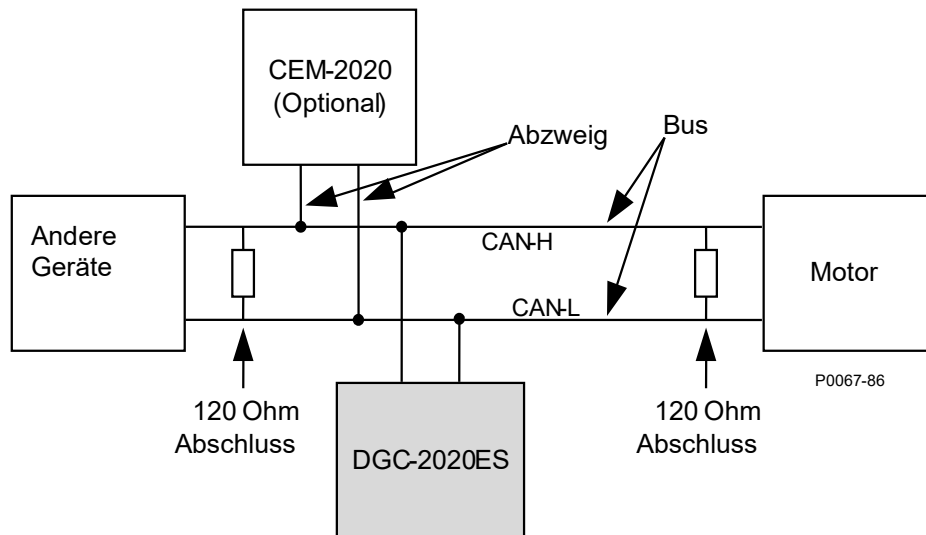 CEM-2020
(Optional)
Abzweig
Bus
Andere
Geräte
CAN-H
Motor
CAN-L
P0067-86
120 Ohm
Abschluss
120 Ohm
Abschluss
DGC-2020ES